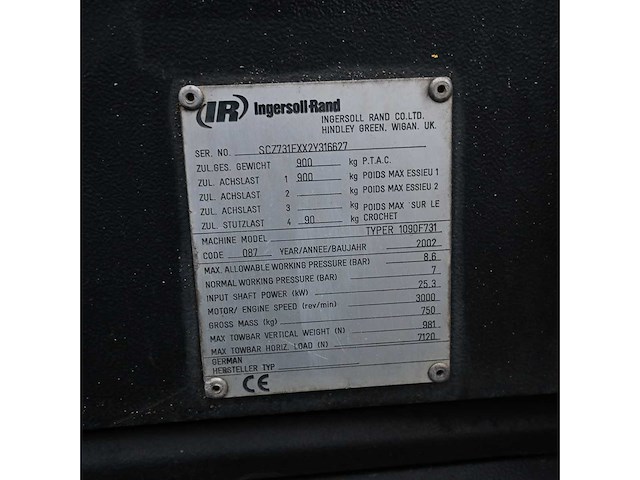 IR Ingersoll-Rand
INGERSOLL RAND CO.LTD.
HINDLEY GREEN, WIGAN, UK.
SER. NO. SCZ731FXX2Y316627
ZUL.GES. GEWICHT 900 kg P.T.A.C.
ZUL. ACHSLAST 1 900 kg POIDS MAX ESSIEU 1
ZUL. ACHSLAST 2 kg POIDS MAX ESSIEU 2
ZUL. ACHSLAST 3 kg POIDS MAX SUR LE
ZUL. STUTZLAST 4 90 kg CROCHET
MACHINE MODEL TYPER 1090F731
CODE 087 YEAR/ANNEE/BAUJAHR 2002
MAX. ALLOWABLE WORKING PRESSURE (BAR) 8.6
NORMAL WORKING PRESSURE (BAR) 7
INPUT SHAFT POWER (kW) 25.3
MOTOR/ ENGINE SPEED (rev/min) 3000
GROSS MASS (kg) 750
MAX TOWBAR VERTICAL WEIGHT (N) 981
MAX TOWBAR HORIZ. LOAD (N) 7120
GERMAN
HERSTELLER TYP
CE